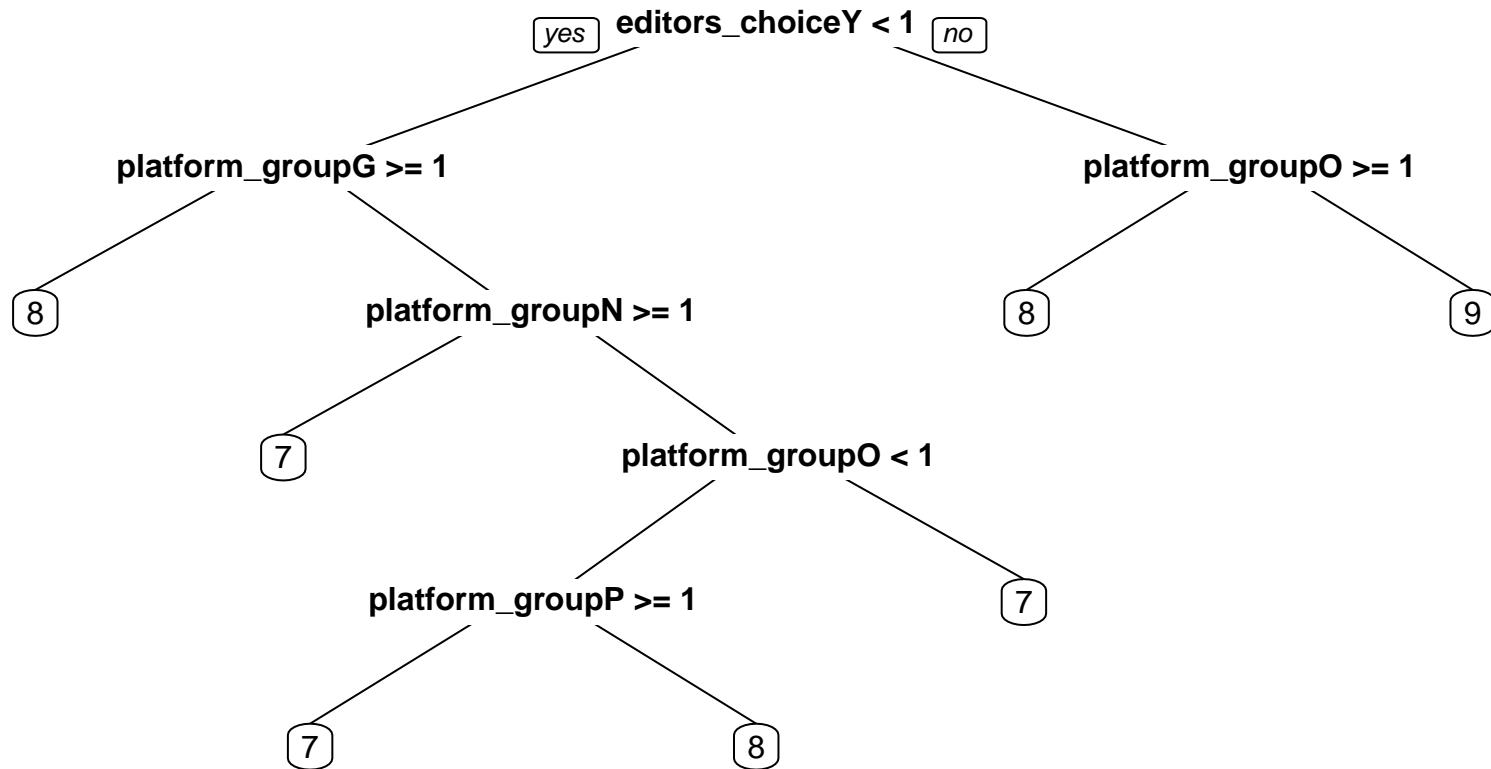 yes editors_choiceY < 1 no
platform_groupG >= 1 platform_groupO >= 1
8 platform_groupN >= 1 8 9
7 platform_groupO < 1
platform_groupP >= 1 7
7 8